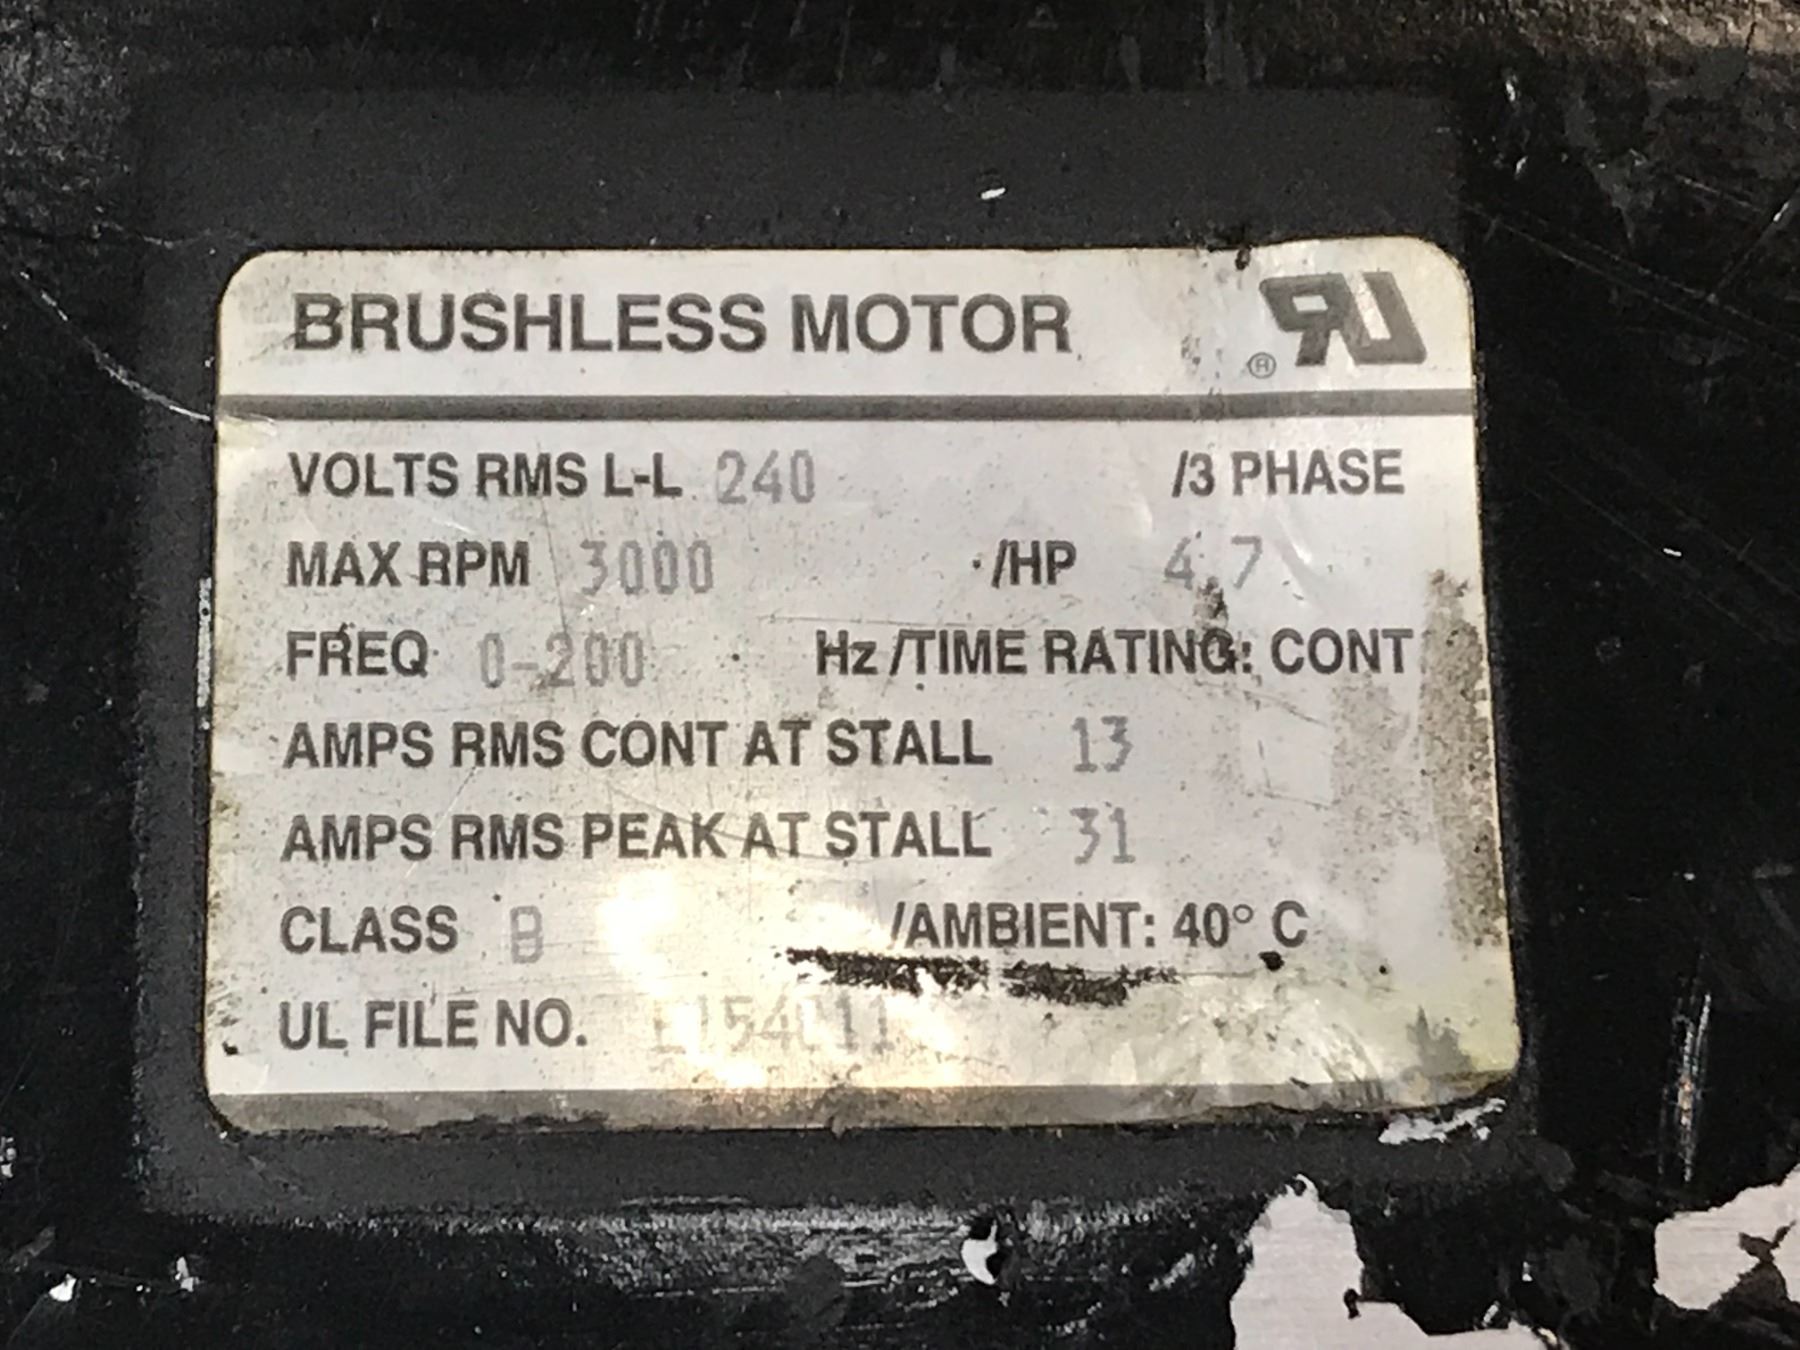 BRUSHLESS MOTOR
®
VOLTS RMS L-L 240 /3 PHASE
MAX RPM 3000 /HP 4.7
FREQ 0-200 Hz /TIME RATING: CONT
AMPS RMS CONT AT STALL 13
AMPS RMS PEAK AT STALL 31
CLASS B /AMBIENT: 40° C
UL FILE NO.